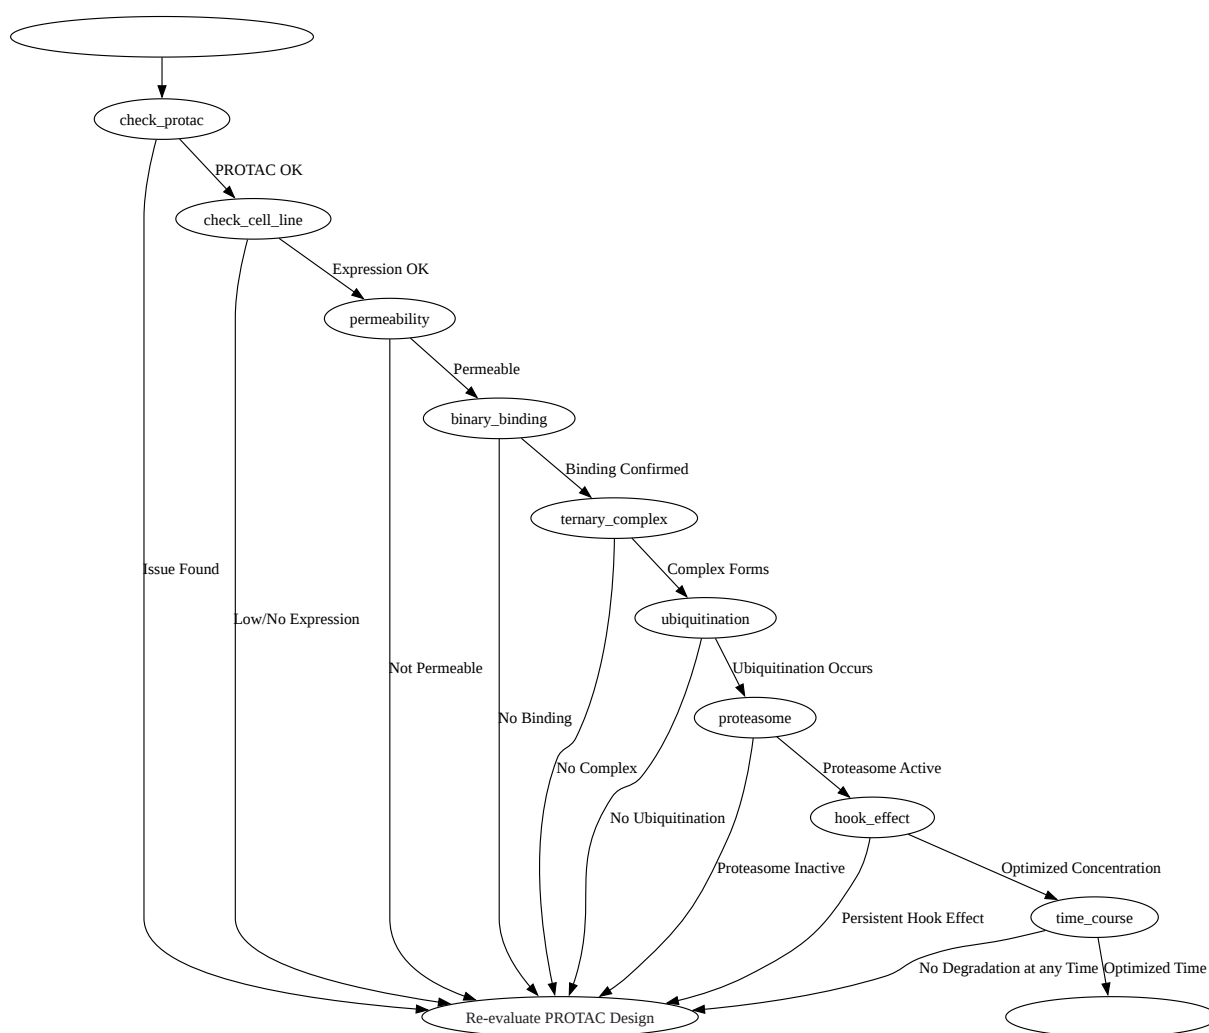 check_protac
PROTAC OK
check_cell_line
Expression OK
permeability
Permeable
binary_binding
Binding Confirmed
ternary_complex
Issue Found
Complex Forms
Low/No Expression
ubiquitination
Not Permeable
Ubiquitination Occurs
No Binding
proteasome
No Complex
Proteasome Active
No Ubiquitination
hook_effect
Proteasome Inactive
Optimized Concentration
Persistent Hook Effect
time_course
No Degradation at any Time
Optimized Time
Re-evaluate PROTAC Design